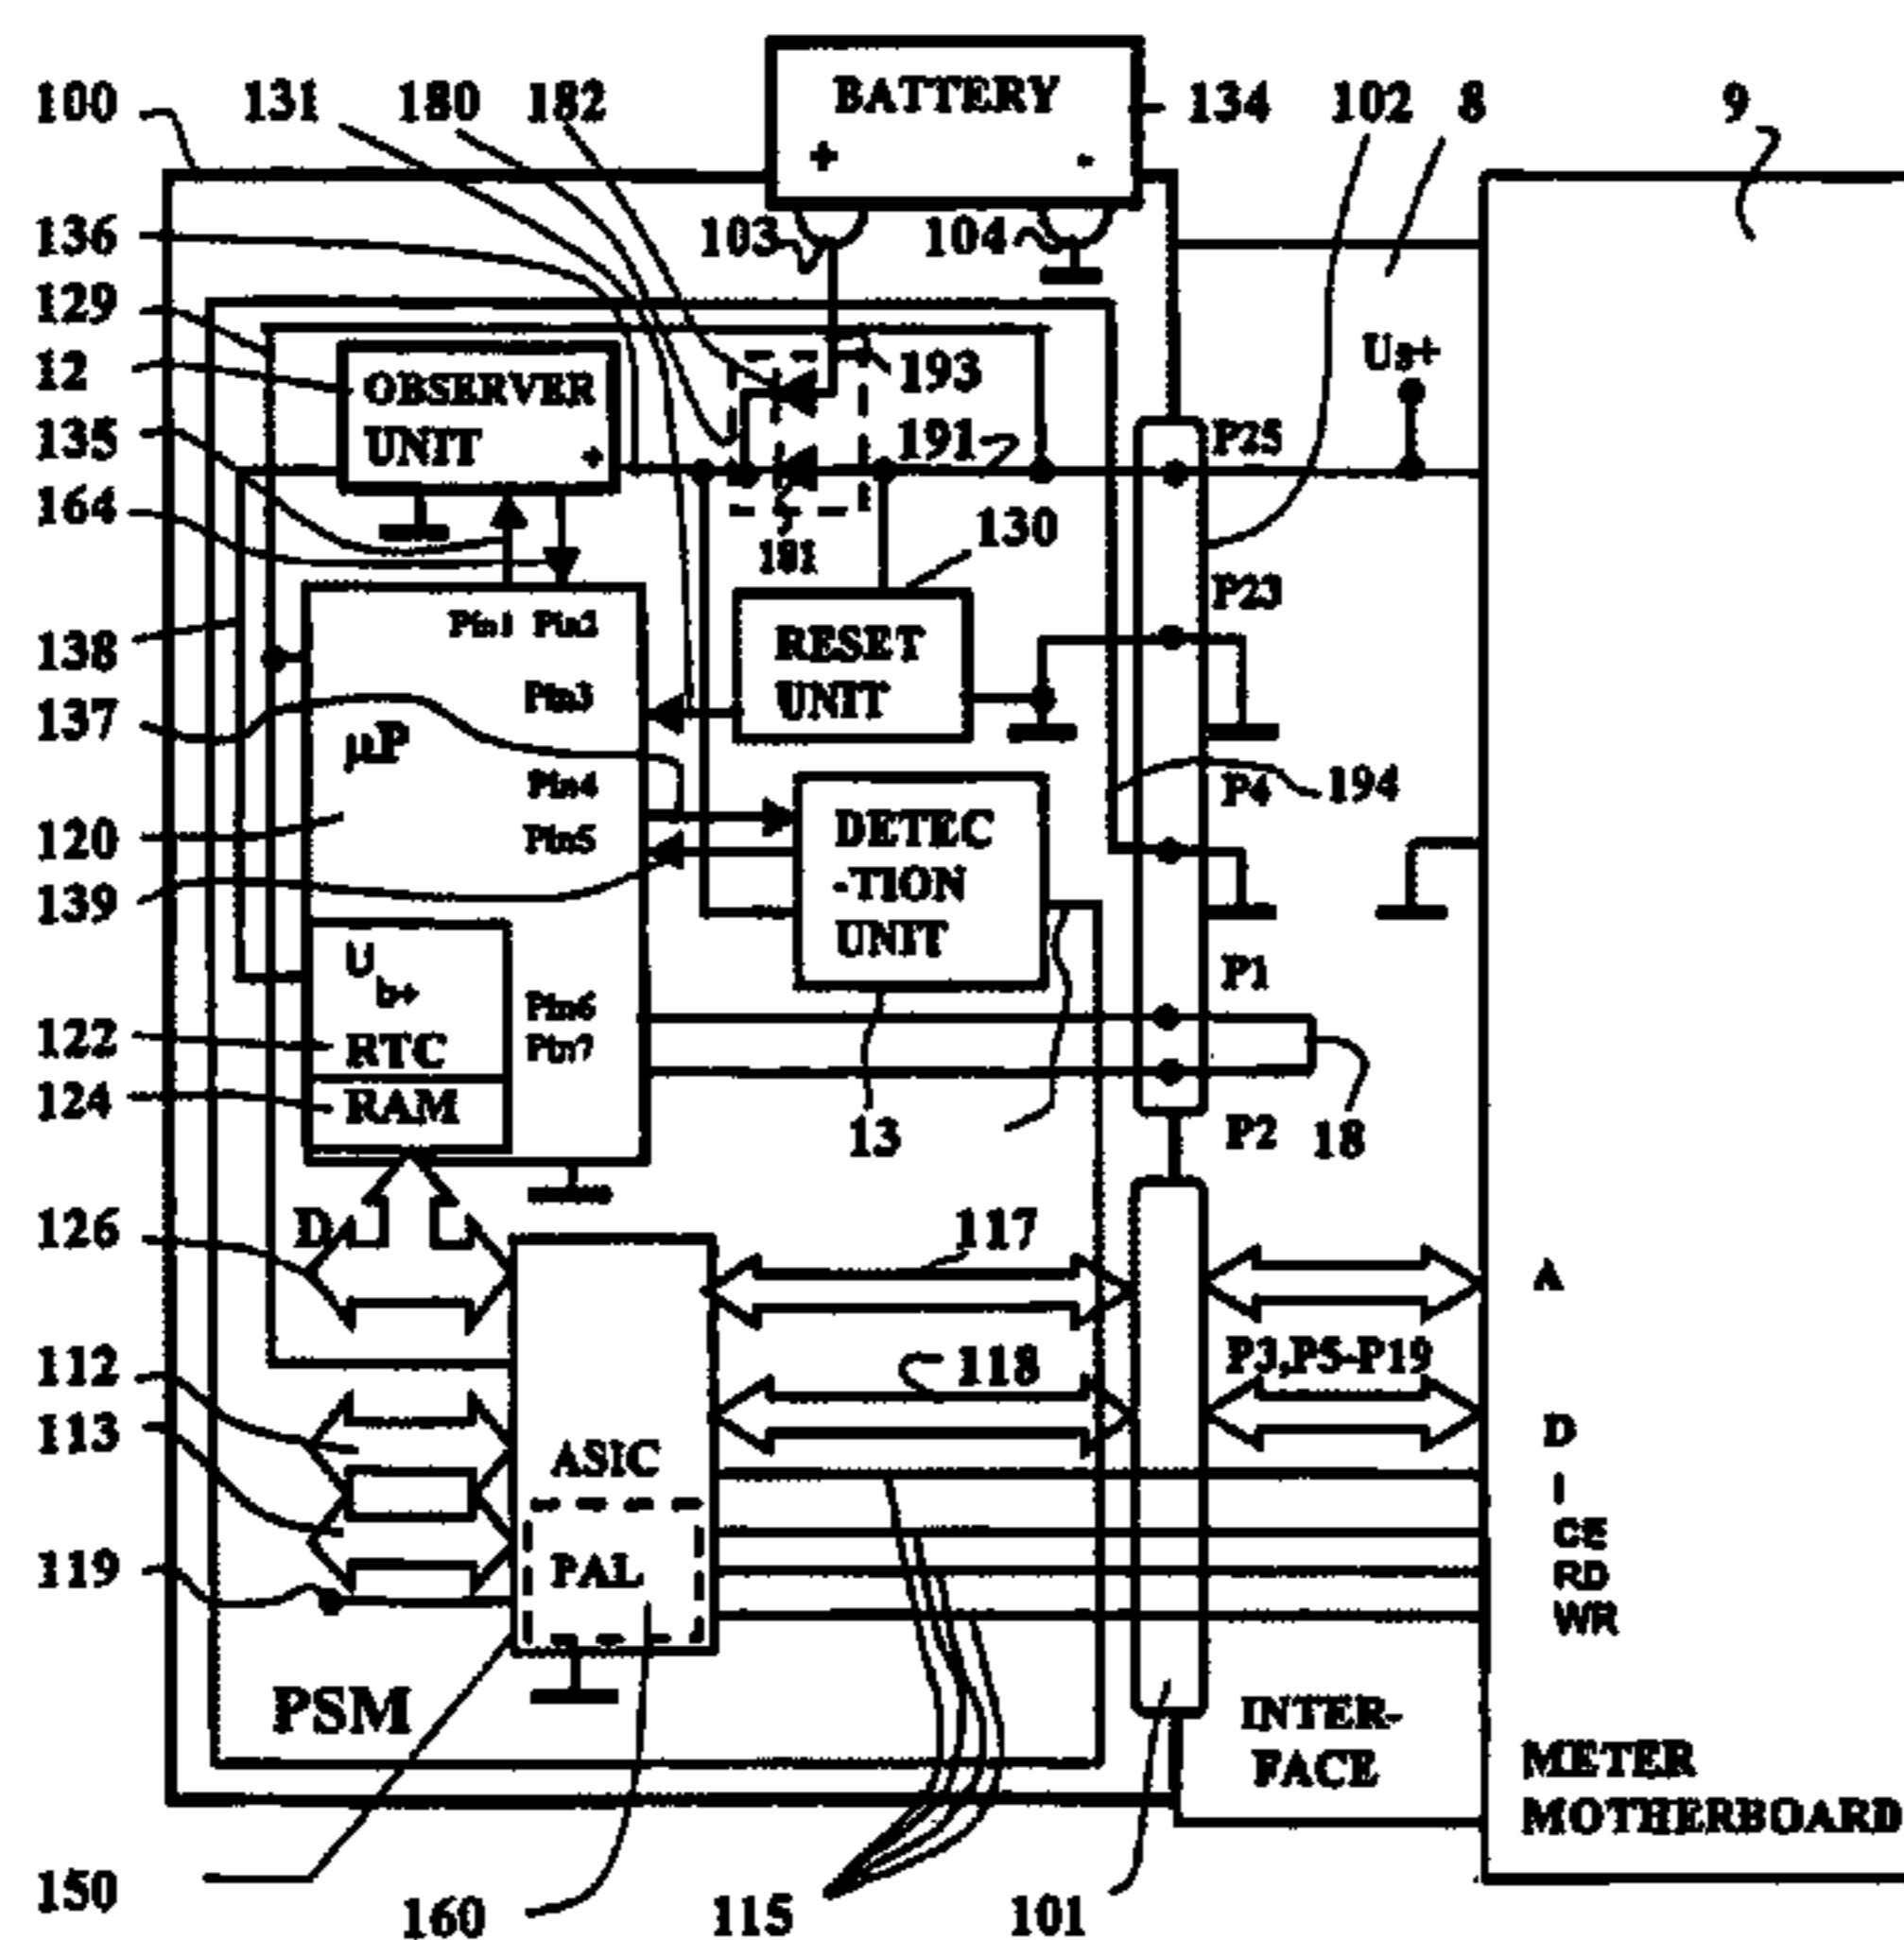 BATTERY
+ -
100
131
180
182
134
102
8
9
136
103
104
129
12
OBSERVER
UNIT
+
193
Us+
135
191
P25
164
181
130
P23
Pin1 Pin2
138
RESET
UNIT
Pin3
137
µP
Pin4
P4
194
120
Pin5
DETEC
-TION
UNIT
139
U
b+
P1
Pin6
122
RTC
Pin7
124
RAM
13
P2
18
126
D
117
A
112
118
P3,P5-P19
113
ASIC
D
I
CE
119
PAL
RD
WR
PSM
INTER-
FACE
METER
MOTHERBOARD
150
160
115
101